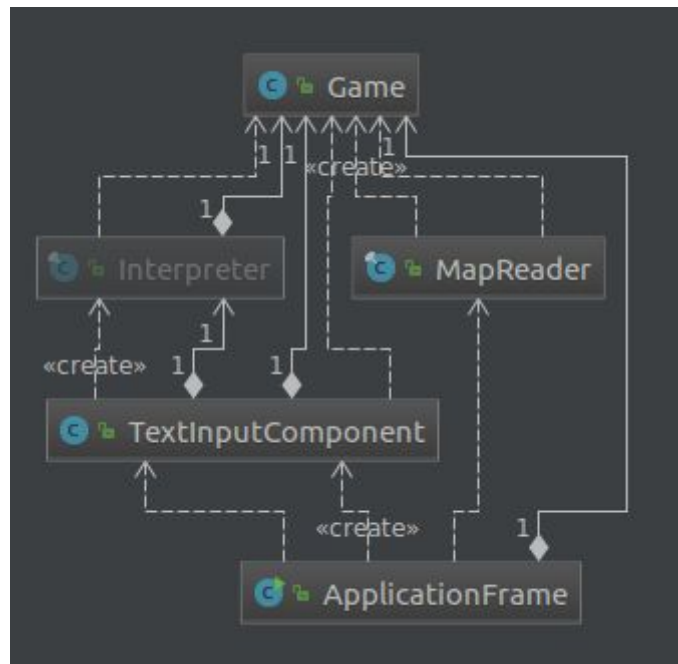 C Game
1 1 1
«create»
1
C Interpreter C MapReader
1
«create» 1 1
C TextInputComponent
«create» 1
C ApplicationFrame